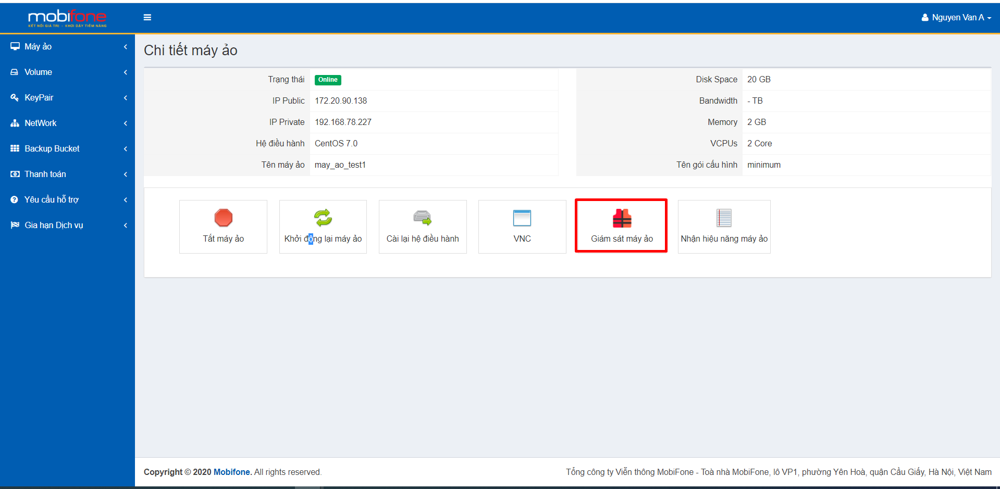 mobifone
KẾT NỐI GIÁ TRỊ - KHƠI DẬY TIỀM NĂNG
Nguyen Van A
Máy ảo
Volume
KeyPair
NetWork
Backup Bucket
Thanh toán
Yêu cầu hỗ trợ
Gia hạn Dịch vụ
Chi tiết máy ảo
Trạng thái Online
IP Public 172.20.90.138
IP Private 192.168.78.227
Hệ điều hành CentOS 7.0
Tên máy ảo may_ao_test1
Disk Space 20 GB
Bandwidth - TB
Memory 2 GB
VCPUs 2 Core
Tên gói cấu hình minimum
Tắt máy ảo
Khởi động lại máy ảo
Cài lại hệ điều hành
VNC
Giám sát máy ảo
Nhận hiệu năng máy ảo
Copyright © 2020 Mobifone. All rights reserved.
Tổng công ty Viễn thông MobiFone - Toà nhà MobiFone, lô VP1, phường Yên Hoà, quận Cầu Giấy, Hà Nội, Việt Nam